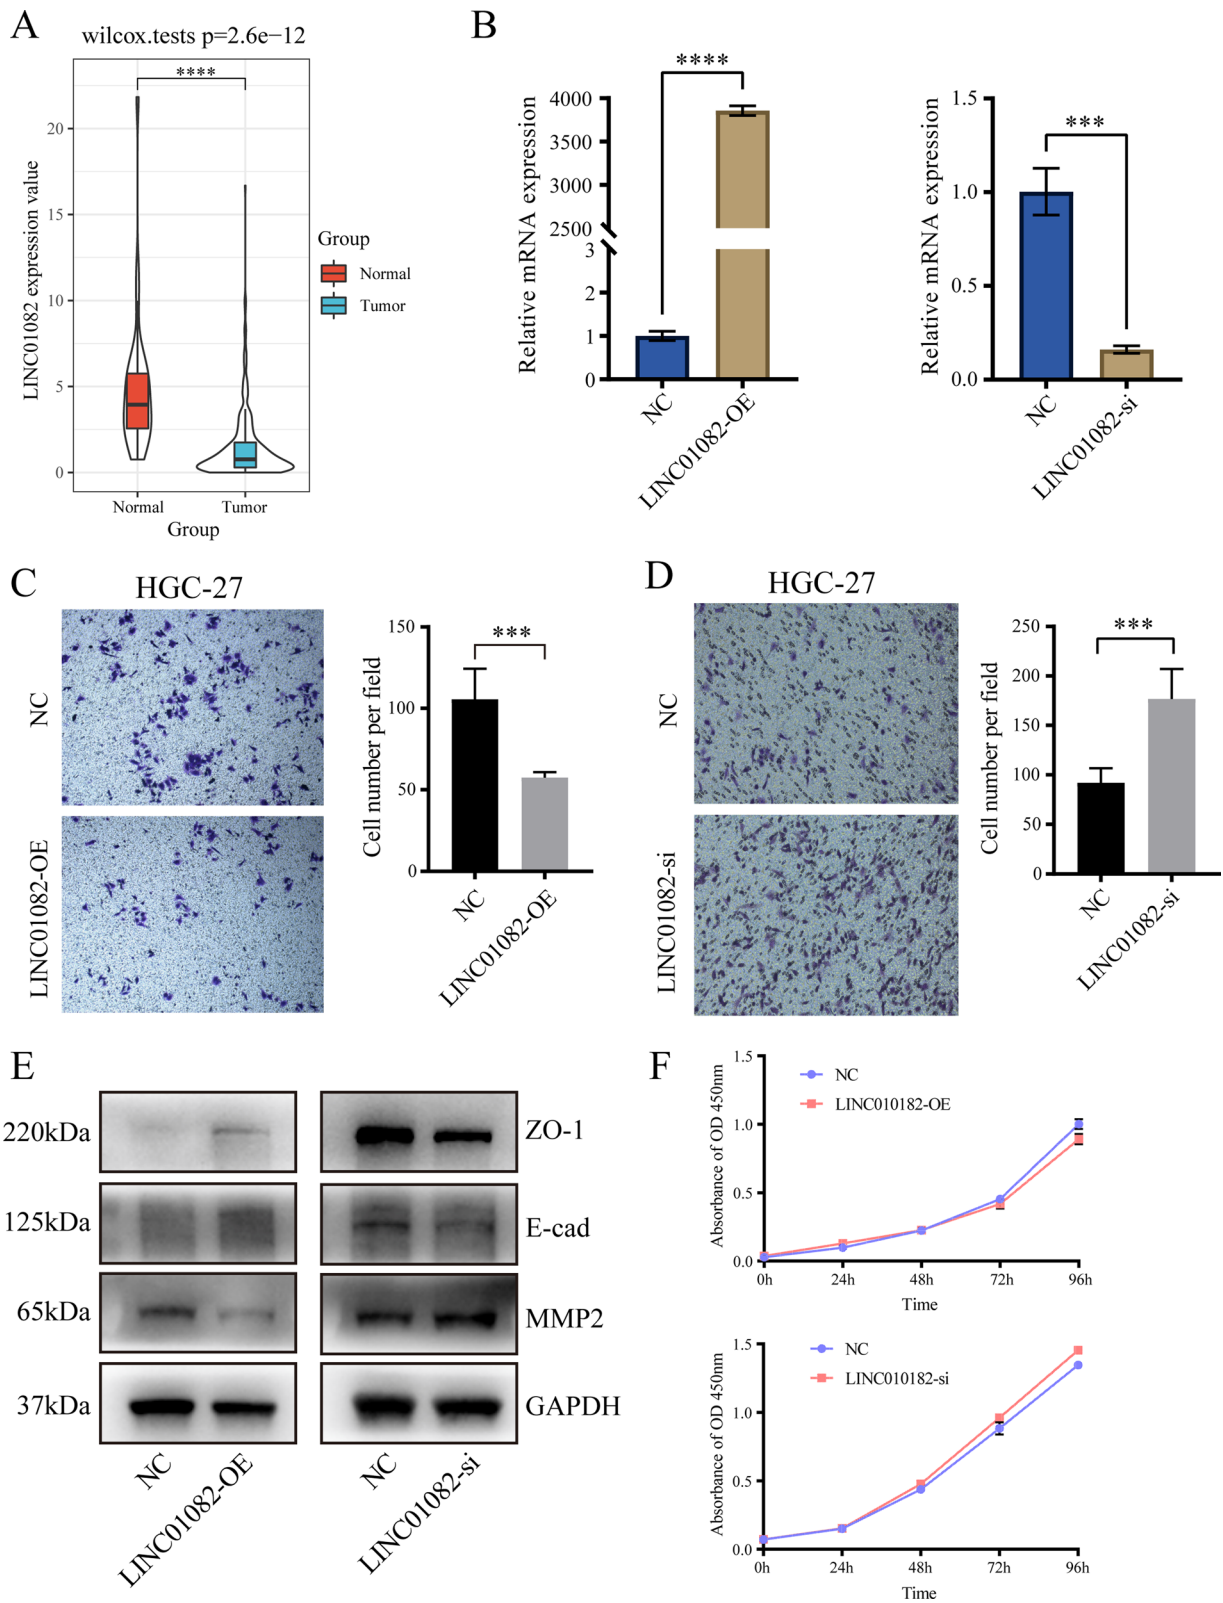 A
wilcox.tests p=2.6e−12
****
LINC01082 expression value
20
15
10
5
0
Normal
Tumor
Group
Group
Normal
Tumor
B
****
Relative mRNA expression
4000
3500
3000
2500
3
2
1
0
NC
LINC01082-OE
***
Relative mRNA expression
1.5
1.0
0.5
0.0
NC
LINC01082-si
C
HGC-27
NC
LINC01082-OE
***
Cell number per field
150
100
50
0
NC
LINC01082-OE
D
HGC-27
NC
LINC01082-si
***
Cell number per field
250
200
150
100
50
0
NC
LINC01082-si
E
220kDa
ZO-1
125kDa
E-cad
65kDa
MMP2
37kDa
GAPDH
NC
LINC01082-OE
NC
LINC01082-si
F
NC
LINC010182-OE
Absorbance of OD 450nm
1.5
1.0
0.5
0.0
0h
24h
48h
72h
96h
Time
NC
LINC010182-si
Absorbance of OD 450nm
1.5
1.0
0.5
0.0
0h
24h
48h
72h
96h
Time